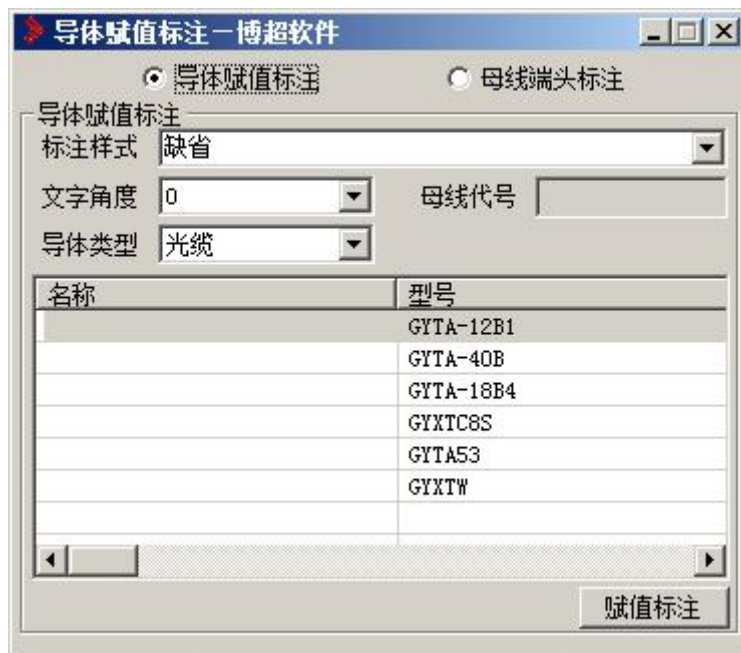 导体赋值标注－博超软件
导体赋值标注 母线端头标注
导体赋值标注
标注样式 缺省
文字角度 0 母线代号
导体类型 光缆
名称 型号
GYTA-12B1
GYTA-40B
GYTA-18B4
GYXTC8S
GYTA53
GYXTW
赋值标注